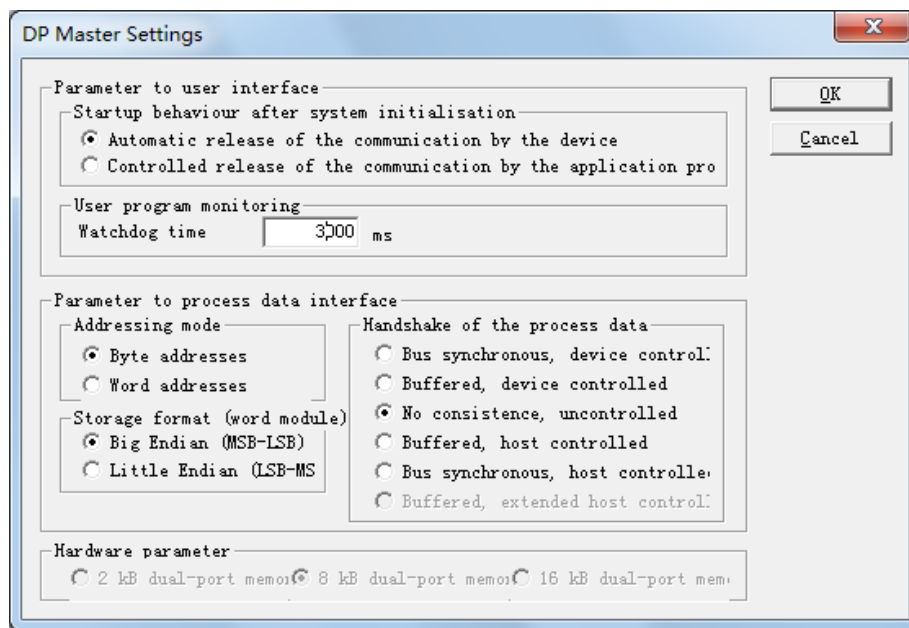 DP Master Settings
Parameter to user interface
OK
Startup behaviour after system initialisation
Automatic release of the communication by the device
Cancel
Controlled release of the communication by the application pro
User program monitoring
Watchdog time 3000 ms
Parameter to process data interface
Addressing mode
Byte addresses
Word addresses
Storage format (word module)
Big Endian (MSB-LSB)
Little Endian (LSB-MS
Handshake of the process data
Bus synchronous, device control
Buffered, device controlled
No consistence, uncontrolled
Buffered, host controlled
Bus synchronous, host controlle
Buffered, extended host control
Hardware parameter
2 kB dual-port memo
8 kB dual-port memo
16 kB dual-port mem